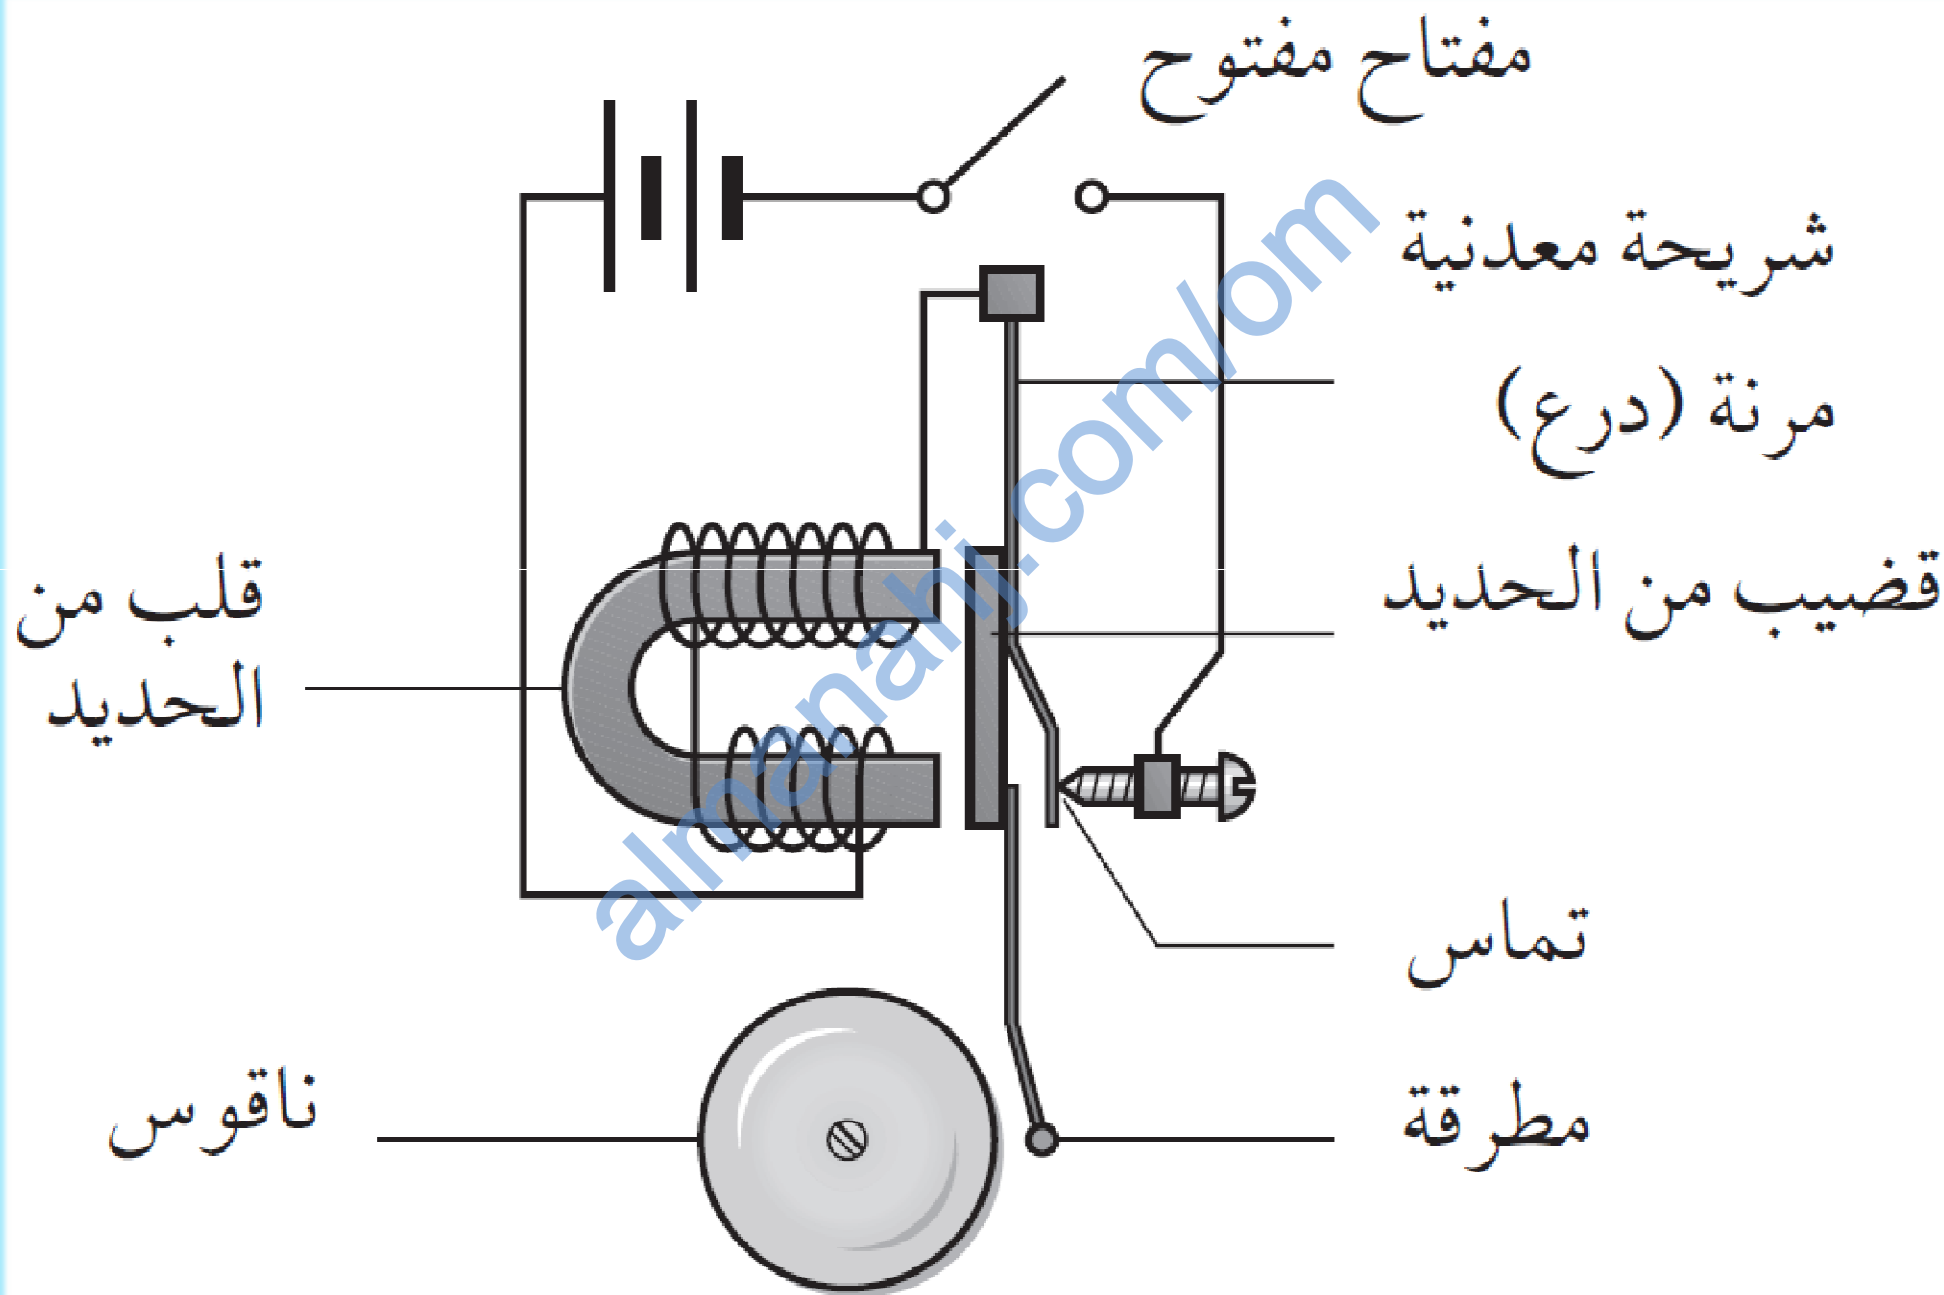 مفتاح مفتوح
شريحة معدنية
مرنة (درع)
قضيب من الحديد
قلب من
الحديد
تماس
ناقوس
مطرقة
almanahj.com/om